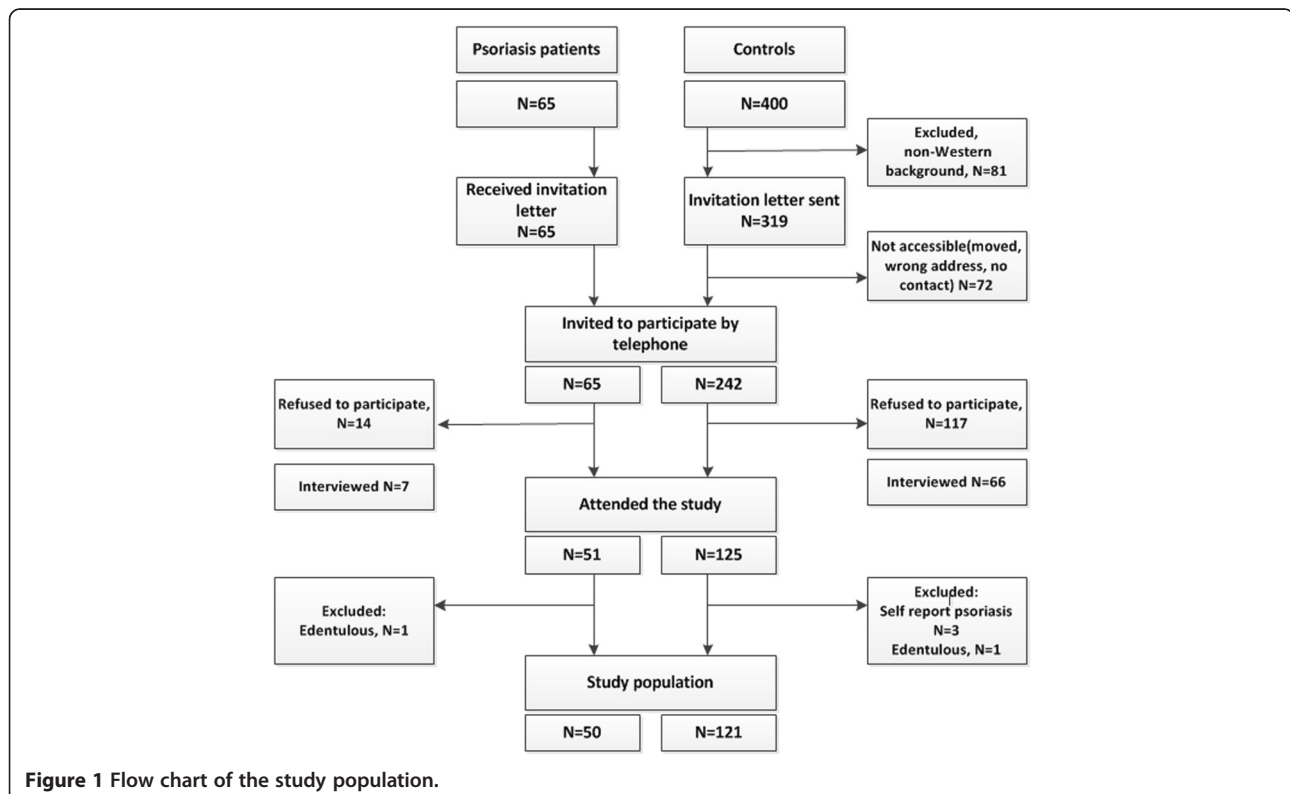 Psoriasis patients
Controls
N=65
N=400
Excluded,
non-Western
background, N=81
Received invitation
letter
N=65
Invitation letter sent
N=319
Not accessible(moved,
wrong address, no
contact) N=72
Invited to participate by
telephone
N=65
N=242
Refused to participate,
N=14
Refused to participate,
N=117
Interviewed N=7
Interviewed N=66
Attended the study
N=51
N=125
Excluded:
Edentulous, N=1
Excluded:
Self report psoriasis
N=3
Edentulous, N=1
Study population
N=50
N=121
Figure 1 Flow chart of the study population.